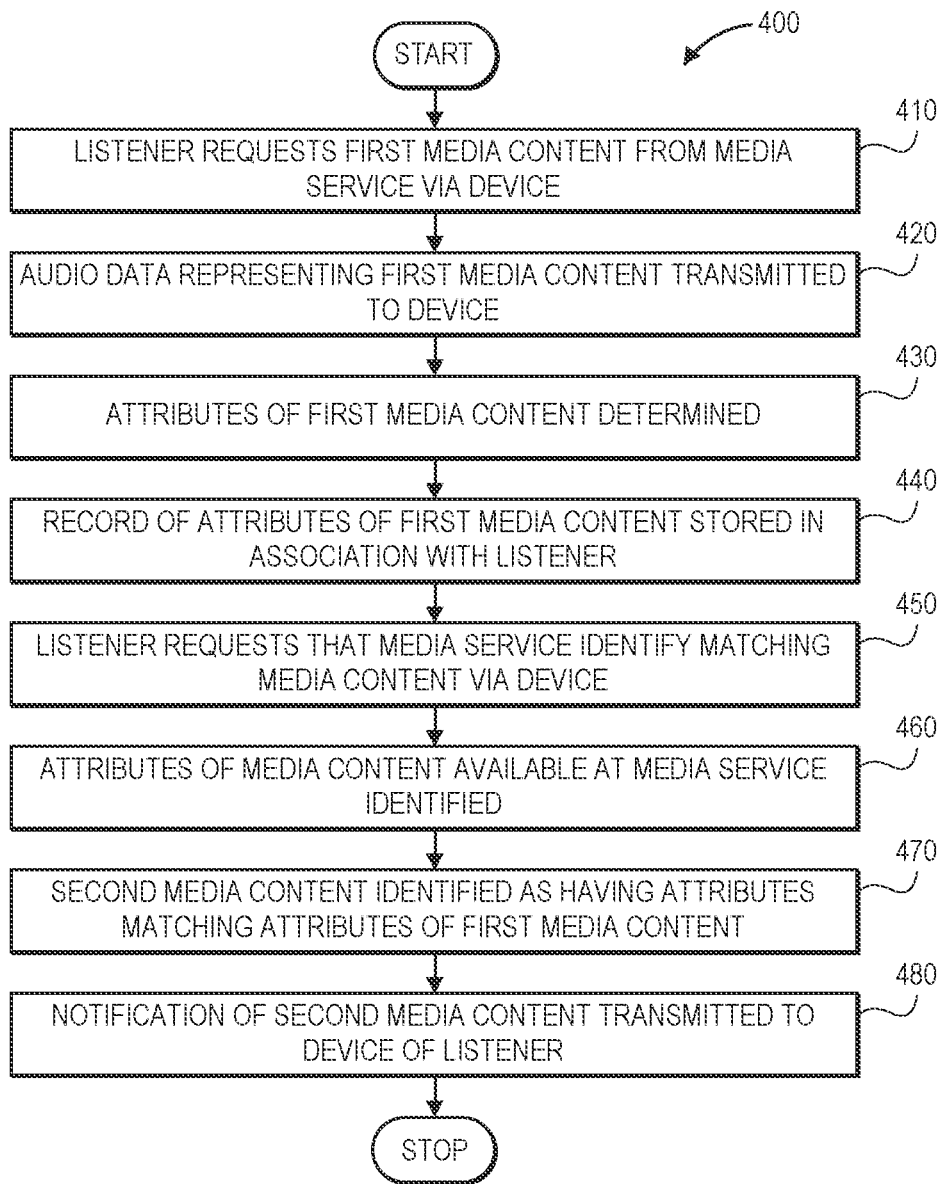 400
START
410
LISTENER REQUESTS FIRST MEDIA CONTENT FROM MEDIA
SERVICE VIA DEVICE
420
AUDIO DATA REPRESENTING FIRST MEDIA CONTENT TRANSMITTED
TO DEVICE
430
ATTRIBUTES OF FIRST MEDIA CONTENT DETERMINED
440
RECORD OF ATTRIBUTES OF FIRST MEDIA CONTENT STORED IN
ASSOCIATION WITH LISTENER
450
LISTENER REQUESTS THAT MEDIA SERVICE IDENTIFY MATCHING
MEDIA CONTENT VIA DEVICE
460
ATTRIBUTES OF MEDIA CONTENT AVAILABLE AT MEDIA SERVICE
IDENTIFIED
470
SECOND MEDIA CONTENT IDENTIFIED AS HAVING ATTRIBUTES
MATCHING ATTRIBUTES OF FIRST MEDIA CONTENT
480
NOTIFICATION OF SECOND MEDIA CONTENT TRANSMITTED TO
DEVICE OF LISTENER
STOP